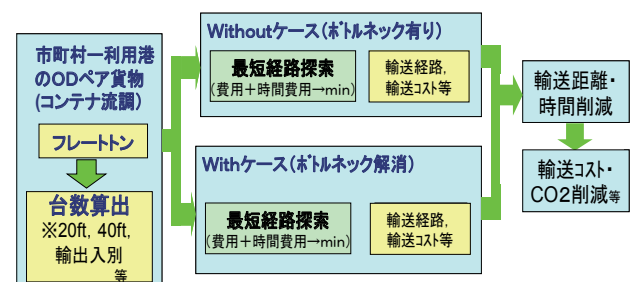 市町村ー利用港
のODペア貨物
(コンテナ流調)
フレートトン
台数算出
※20ft, 40ft,
輸出入別
等
Withoutケース(ﾎﾞﾄﾙﾈｯｸ有り)
最短経路探索
(費用＋時間費用→min)
輸送経路,
輸送ｺｽﾄ等
Withケース(ﾎﾞﾄﾙﾈｯｸ解消)
最短経路探索
(費用＋時間費用→min)
輸送経路,
輸送ｺｽﾄ等
輸送距離・
時間削減
輸送ｺｽﾄ・
CO2削減等